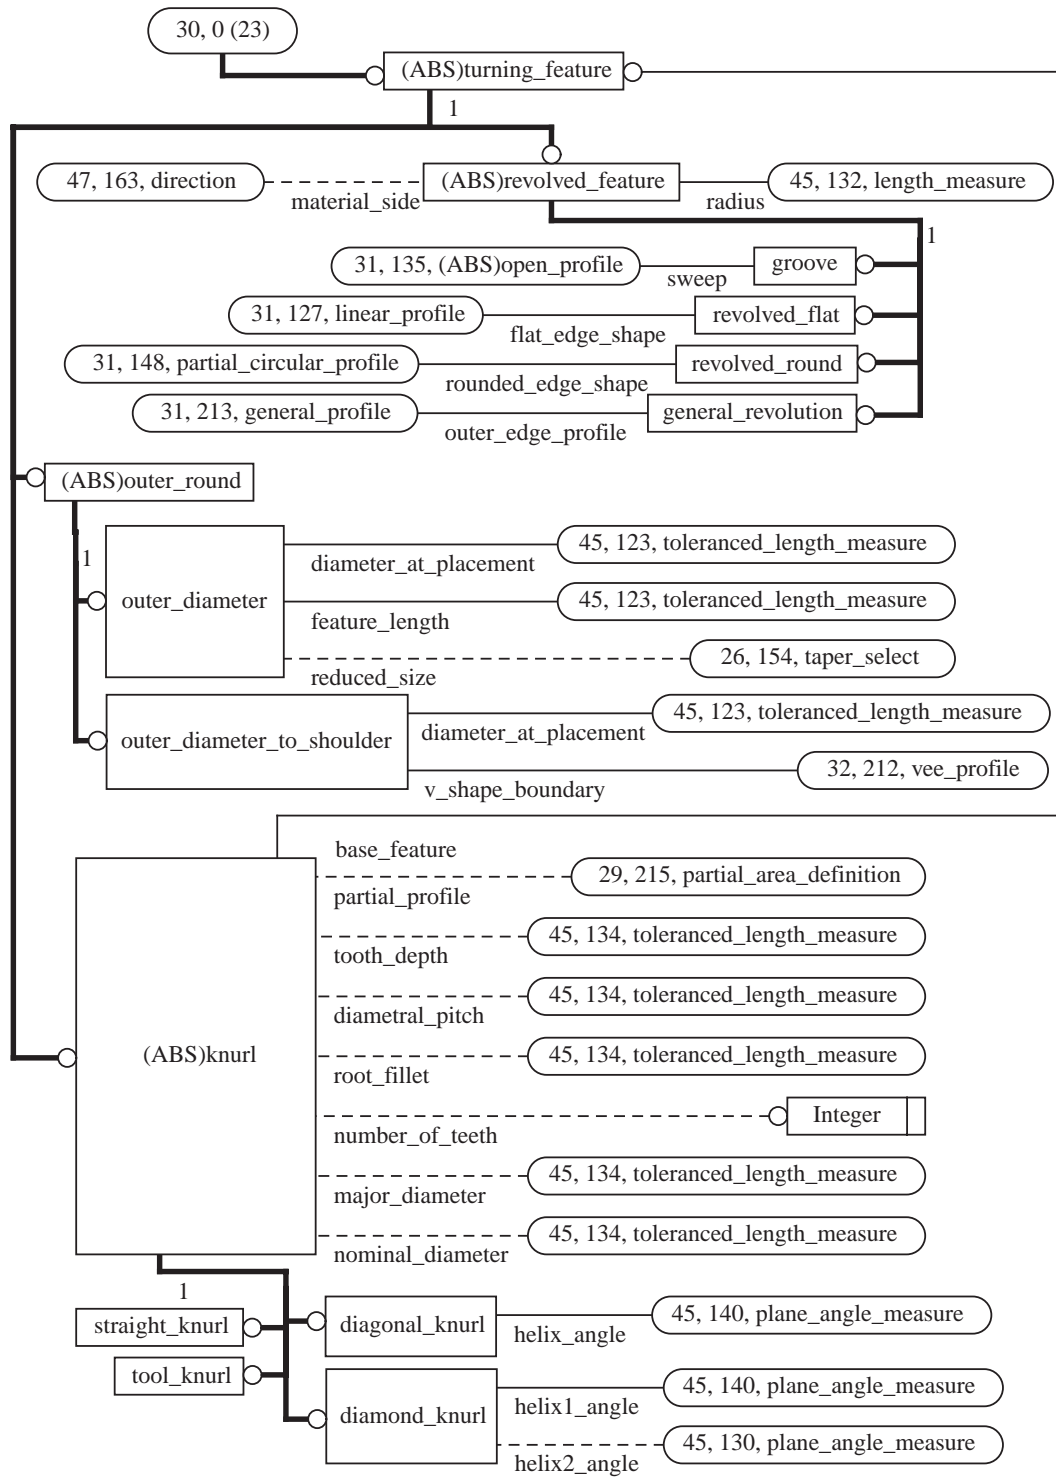 30, 0 (23)
(ABS)turning_feature
1
47, 163, direction
material_side
(ABS)revolved_feature
radius
45, 132, length_measure
1
31, 135, (ABS)open_profile
sweep
groove
31, 127, linear_profile
flat_edge_shape
revolved_flat
31, 148, partial_circular_profile
rounded_edge_shape
revolved_round
31, 213, general_profile
outer_edge_profile
general_revolution
(ABS)outer_round
1
outer_diameter
diameter_at_placement
45, 123, toleranced_length_measure
feature_length
45, 123, toleranced_length_measure
reduced_size
26, 154, taper_select
outer_diameter_to_shoulder
diameter_at_placement
45, 123, toleranced_length_measure
v_shape_boundary
32, 212, vee_profile
(ABS)knurl
base_feature
partial_profile
29, 215, partial_area_definition
tooth_depth
45, 134, toleranced_length_measure
diametral_pitch
45, 134, toleranced_length_measure
root_fillet
45, 134, toleranced_length_measure
number_of_teeth
Integer
major_diameter
45, 134, toleranced_length_measure
nominal_diameter
45, 134, toleranced_length_measure
1
straight_knurl
tool_knurl
diagonal_knurl
helix_angle
45, 140, plane_angle_measure
diamond_knurl
helix1_angle
45, 140, plane_angle_measure
helix2_angle
45, 130, plane_angle_measure